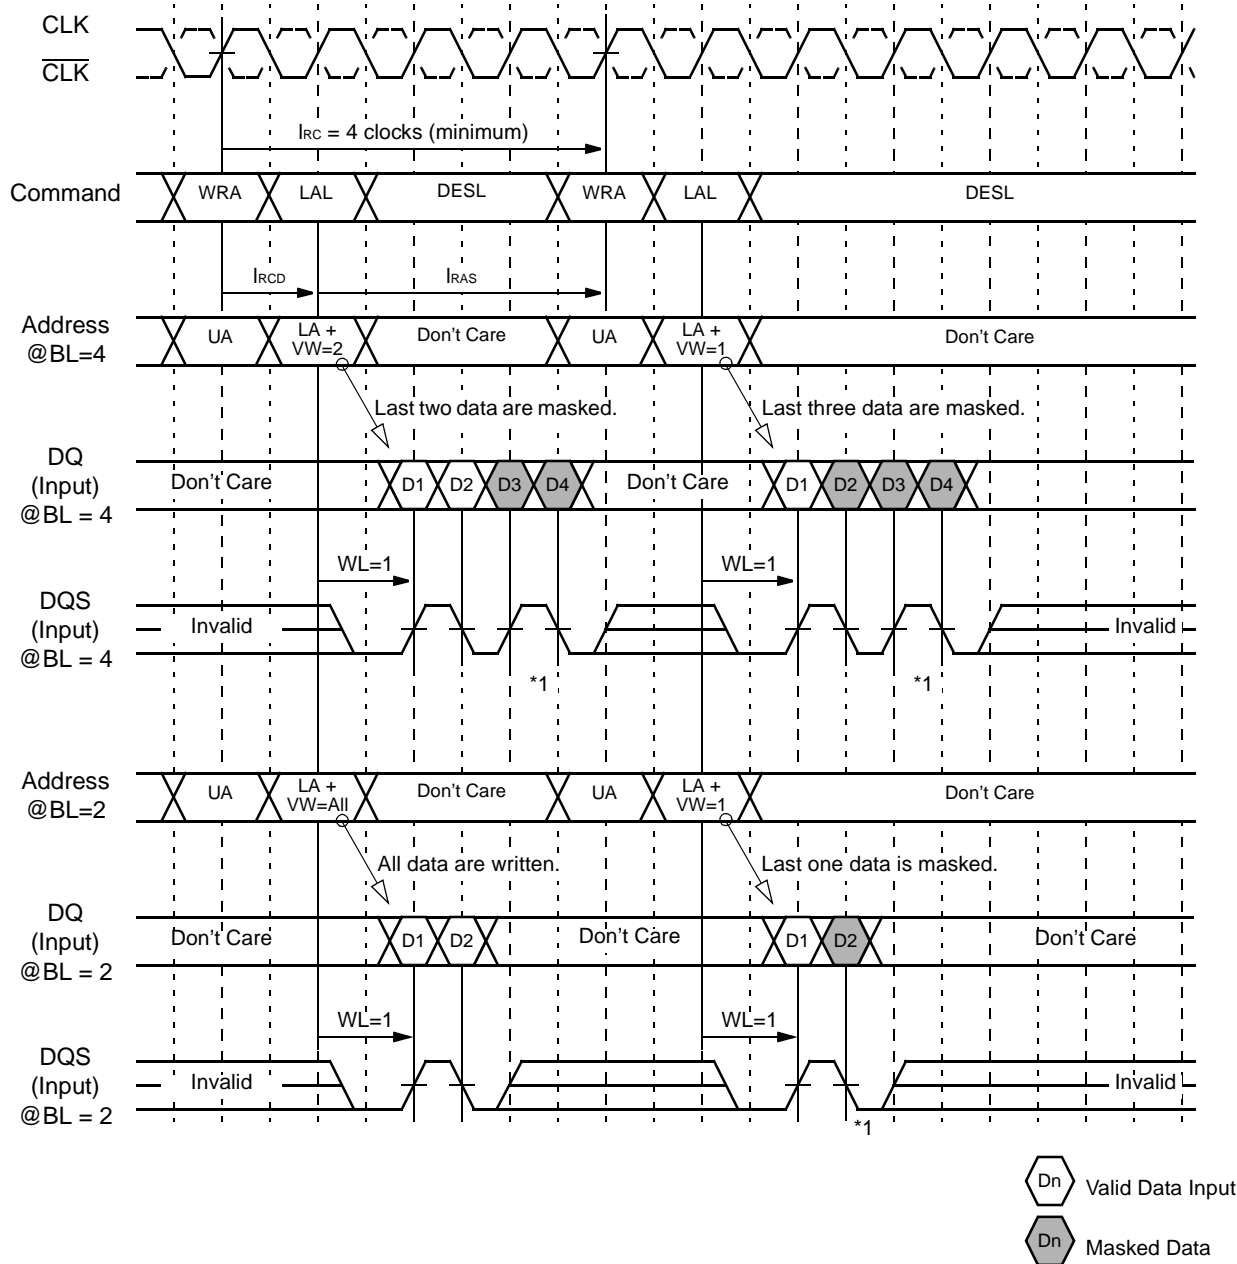 CLK
CLK
IRC = 4 clocks (minimum)
Command WRA LAL DESL WRA LAL DESL
IRCD IRAS
Address
@BL=4
UA LA + VW=2 Don't Care UA LA + VW=1 Don't Care
Last two data are masked. Last three data are masked.
DQ
(Input)
@BL = 4
Don't Care D1 D2 D3 D4 Don't Care D1 D2 D3 D4
WL=1 WL=1
DQS
(Input)
@BL = 4
Invalid Invalid
*1 *1
Address
@BL=2
UA LA + VW=All Don't Care UA LA + VW=1 Don't Care
All data are written. Last one data is masked.
DQ
(Input)
@BL = 2
Don't Care D1 D2 Don't Care D1 D2 Don't Care
WL=1 WL=1
DQS
(Input)
@BL = 2
Invalid Invalid
*1
Dn Valid Data Input
Dn Masked Data